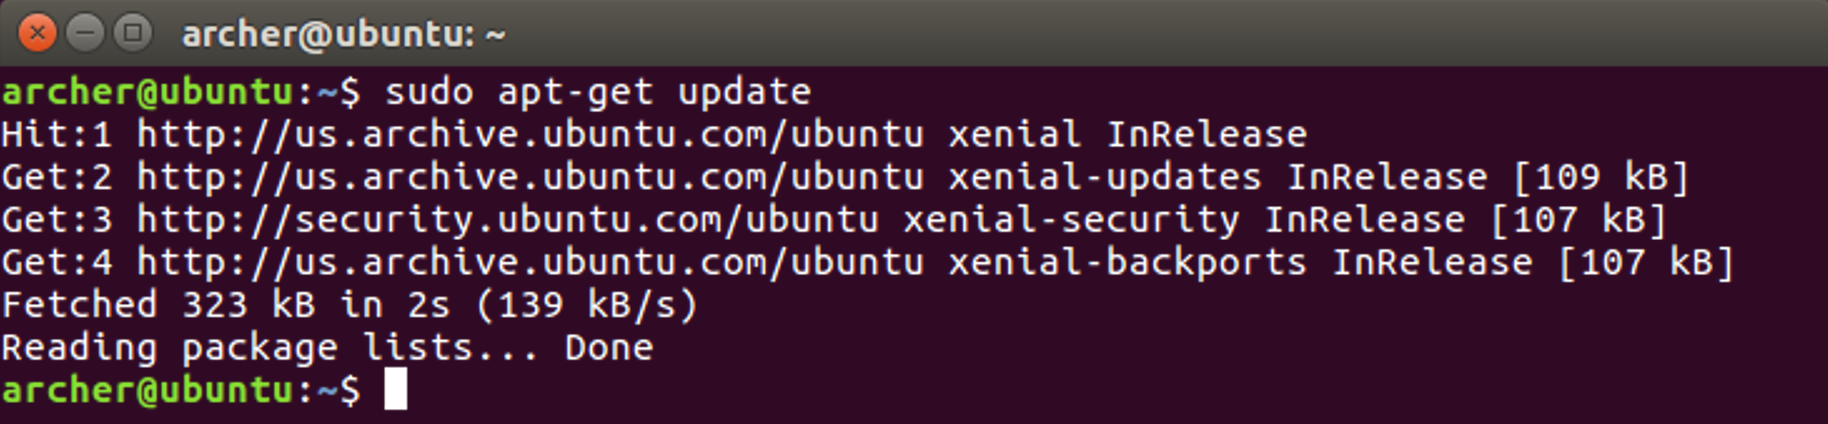 archer@ubuntu: ~
archer@ubuntu:~$ sudo apt-get update
Hit:1 http://us.archive.ubuntu.com/ubuntu xenial InRelease
Get:2 http://us.archive.ubuntu.com/ubuntu xenial-updates InRelease [109 kB]
Get:3 http://security.ubuntu.com/ubuntu xenial-security InRelease [107 kB]
Get:4 http://us.archive.ubuntu.com/ubuntu xenial-backports InRelease [107 kB]
Fetched 323 kB in 2s (139 kB/s)
Reading package lists... Done
archer@ubuntu:~$